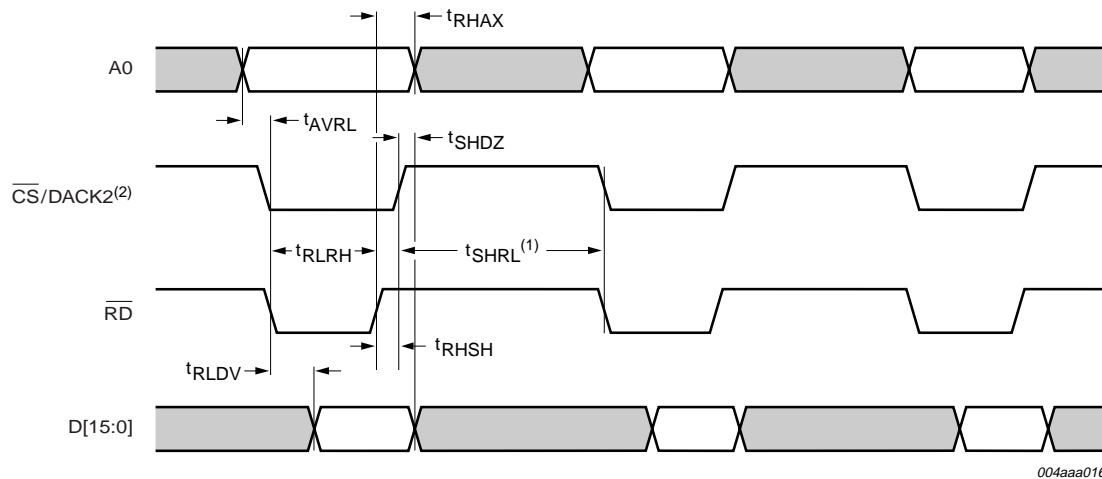 tRHAX
A0
tAVRL
tSHDZ
CS/DACK2(2)
tRLRH
tSHRL(1)
RD
tRHSH
tRLDV
D[15:0]
004aaa016